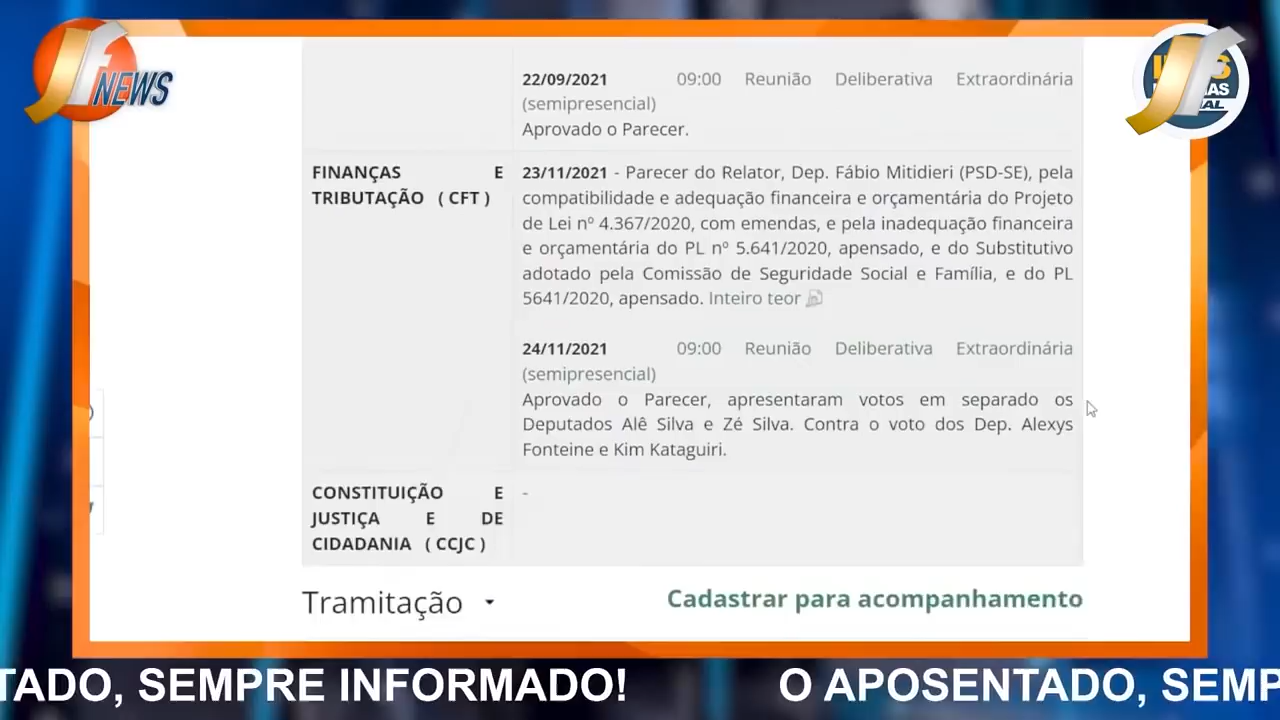 NEWS
22/09/2021 09:00 Reunião Deliberativa Extraordinária
(semipresencial)
Aprovado o Parecer.
FINANÇAS E
TRIBUTAÇÃO ( CFT )
23/11/2021 - Parecer do Relator, Dep. Fábio Mitidieri (PSD-SE), pela
compatibilidade e adequação financeira e orçamentária do Projeto
de Lei nº 4.367/2020, com emendas, e pela inadequação financeira
e orçamentária do PL nº 5.641/2020, apensado, e do Substitutivo
adotado pela Comissão de Seguridade Social e Família, e do PL
5641/2020, apensado. Inteiro teor
24/11/2021 09:00 Reunião Deliberativa Extraordinária
(semipresencial)
Aprovado o Parecer, apresentaram votos em separado os
Deputados Alê Silva e Zé Silva. Contra o voto dos Dep. Alexys
Fonteine e Kim Kataguiri.
CONSTITUIÇÃO E
JUSTIÇA E DE
CIDADANIA ( CCJC )
-
Tramitação
Cadastrar para acompanhamento
TADO, SEMPRE INFORMADO! O APOSENTADO, SEMP